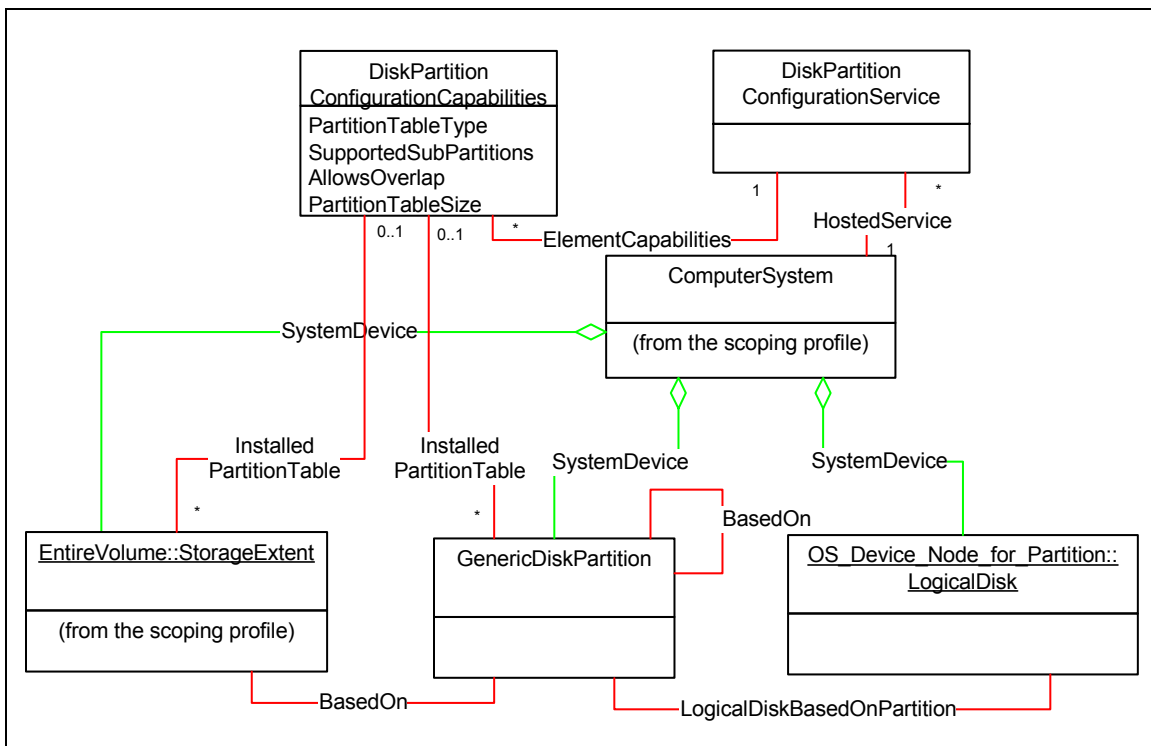 DiskPartition
ConfigurationCapabilities
PartitionTableType
SupportedSubPartitions
AllowsOverlap
PartitionTableSize
DiskPartition
ConfigurationService
0..1
0..1
*
ElementCapabilities
1
*
HostedService
1
ComputerSystem
(from the scoping profile)
SystemDevice
Installed
PartitionTable
*
Installed
PartitionTable
*
SystemDevice
SystemDevice
BasedOn
EntireVolume::StorageExtent
(from the scoping profile)
GenericDiskPartition
OS_Device_Node_for_Partition::
LogicalDisk
BasedOn
LogicalDiskBasedOnPartition